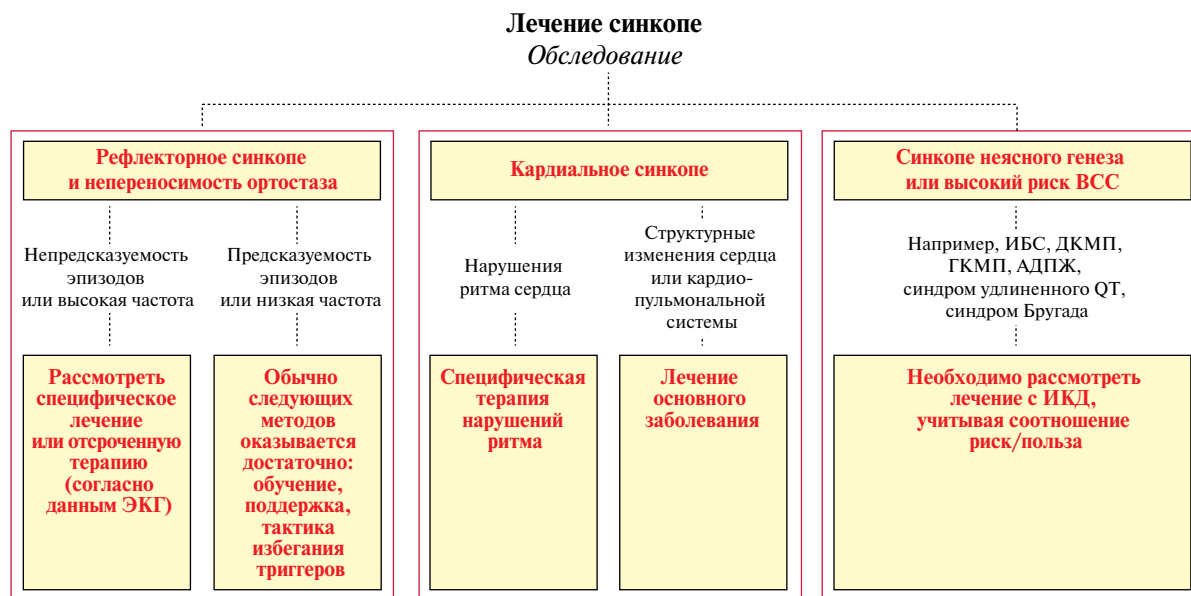 Лечение синкопе
Обследование
Рефлекторное синкопе
и непереносимость ортостаза
Непредсказуемость
эпизодов
или высокая частота
Предсказуемость
эпизодов
или низкая частота
Рассмотреть
специфическое
лечение
или отсроченную
терапию
(согласно
данным ЭКГ)
Обычно
следующих
методов
оказывается
достаточно:
обучение,
поддержка,
тактика
избегания
триггеров
Кардиальное синкопе
Нарушения
ритма сердца
Структурные
изменения сердца
или кардио-
пульмональной
системы
Специфическая
терапия
нарушений
ритма
Лечение
основного
заболевания
Синкопе неясного генеза
или высокий риск ВСС
Например, ИБС, ДКМП,
ГКМП, АДПЖ,
синдром удлиненного QT,
синдром Бругада
Необходимо рассмотреть
лечение с ИКД,
учитывая соотношение
риск/польза